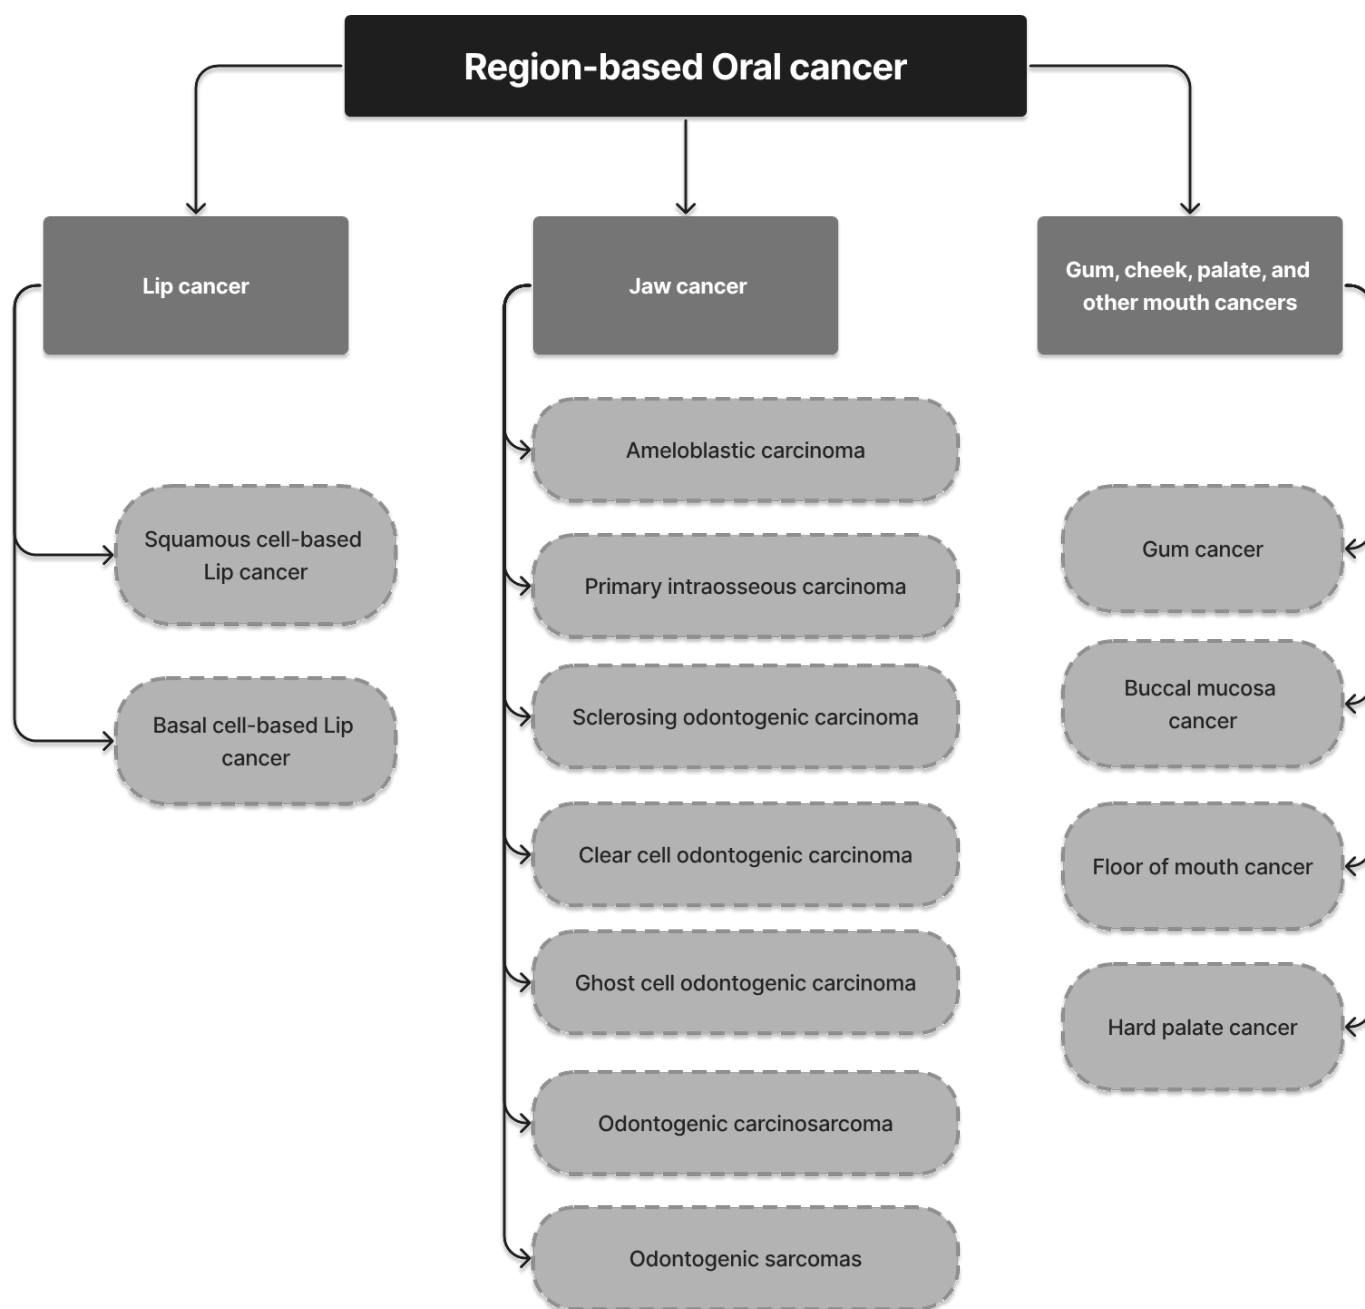 Region-based Oral cancer
Lip cancer
Jaw cancer
Gum, cheek, palate, and
other mouth cancers
Squamous cell-based
Lip cancer
Basal cell-based Lip
cancer
Ameloblastic carcinoma
Primary intraosseous carcinoma
Sclerosing odontogenic carcinoma
Clear cell odontogenic carcinoma
Ghost cell odontogenic carcinoma
Odontogenic carcinosarcoma
Odontogenic sarcomas
Gum cancer
Buccal mucosa
cancer
Floor of mouth cancer
Hard palate cancer